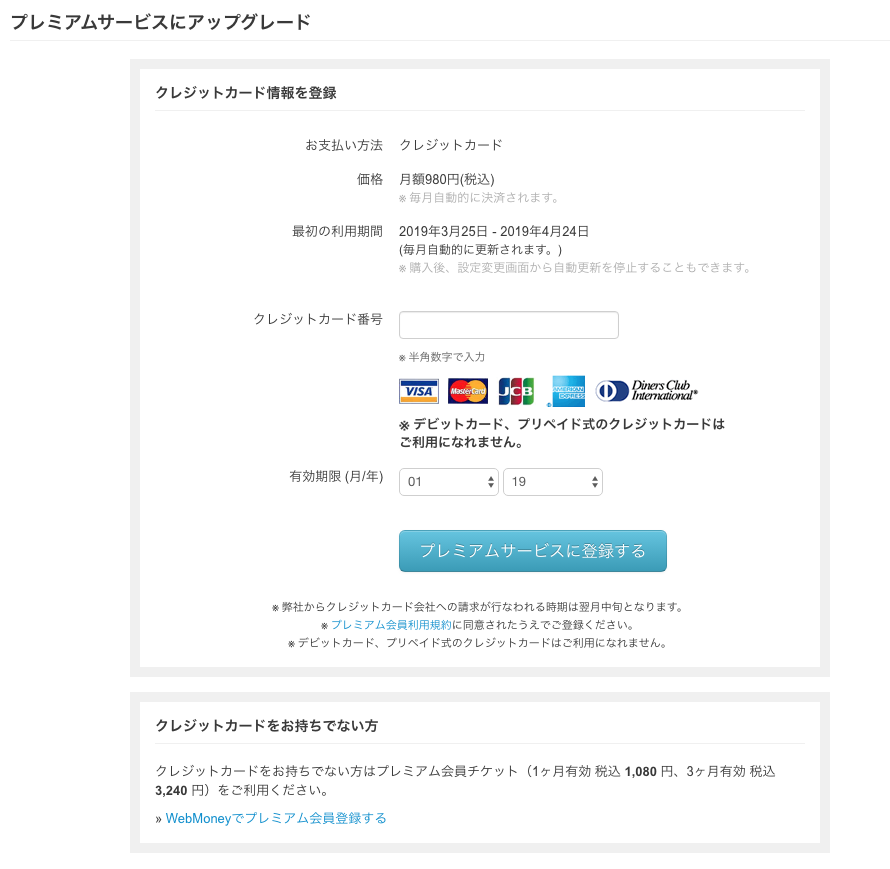 プレミアムサービスにアップグレード
クレジットカード情報を登録
お支払い方法 クレジットカード
価格 月額980円(税込)
※ 毎月自動的に決済されます。
最初の利用期間 2019年3月25日 - 2019年4月24日
(毎月自動的に更新されます。)
※ 購入後、設定変更画面から自動更新を停止することもできます。
クレジットカード番号
※ 半角数字で入力
VISA MasterCard JCB AMERICAN EXPRESS Diners Club International®
※ デビットカード、プリペイド式のクレジットカードは
ご利用になれません。
有効期限 (月/年) 01 19
プレミアムサービスに登録する
※ 弊社からクレジットカード会社への請求が行なわれる時期は翌月中旬となります。
※ プレミアム会員利用規約に同意されたうえでご登録ください。
※ デビットカード、プリペイド式のクレジットカードはご利用になれません。
クレジットカードをお持ちでない方
クレジットカードをお持ちでない方はプレミアム会員チケット（1ヶ月有効 税込 1,080 円、3ヶ月有効 税込
3,240 円）をご利用ください。
» WebMoneyでプレミアム会員登録する